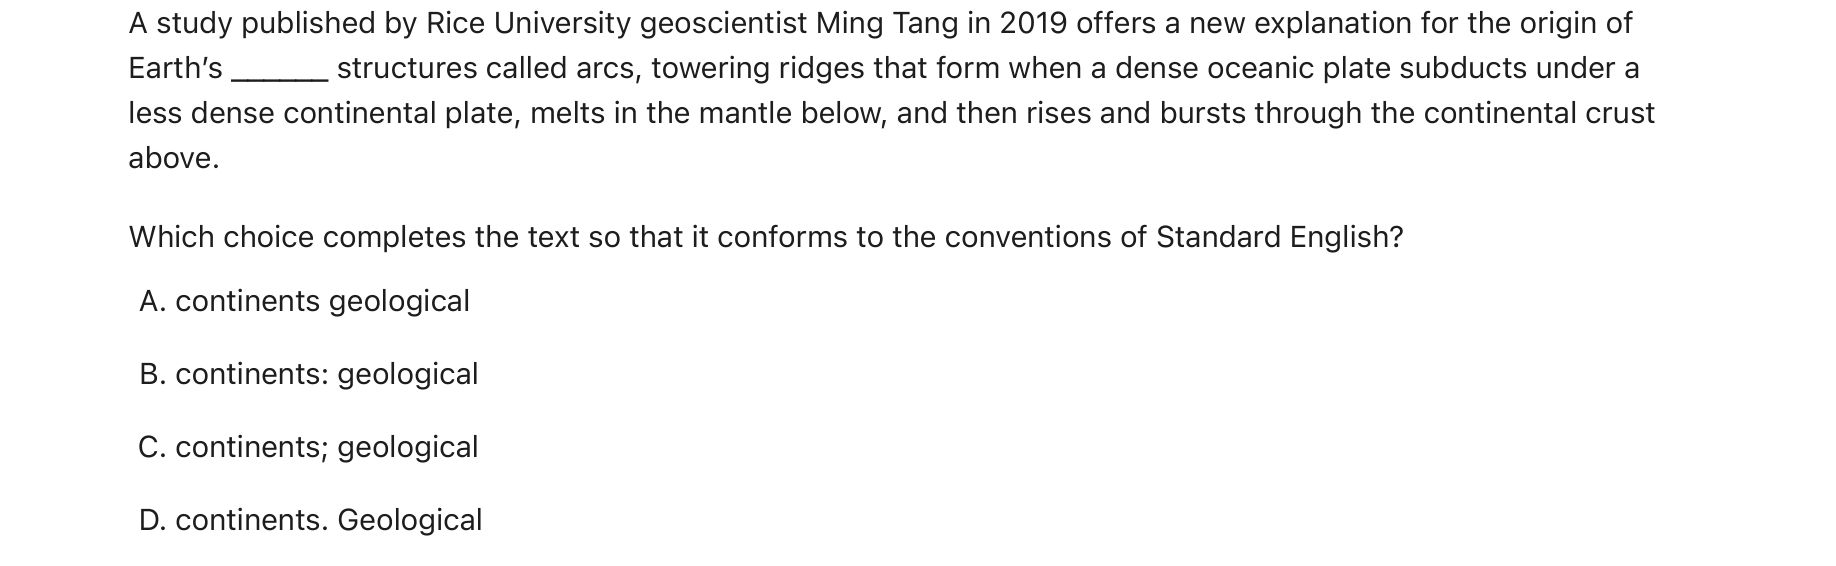 A study published by Rice University geoscientist Ming Tang in 2019 offers a new explanation for the origin of
Earth’s ______ structures called arcs, towering ridges that form when a dense oceanic plate subducts under a
less dense continental plate, melts in the mantle below, and then rises and bursts through the continental crust
above.
Which choice completes the text so that it conforms to the conventions of Standard English?
A. continents geological
B. continents: geological
C. continents; geological
D. continents. Geological